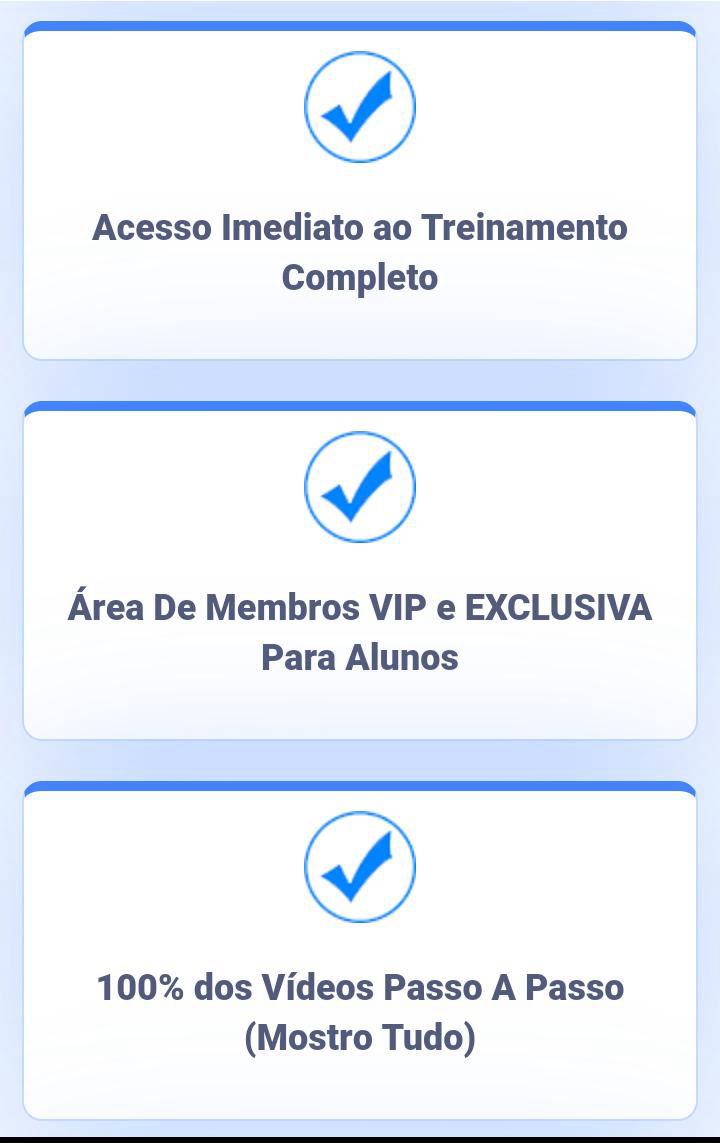 Acesso Imediato ao Treinamento
Completo
Área De Membros VIP e EXCLUSIVA
Para Alunos
100% dos Vídeos Passo A Passo
(Mostro Tudo)